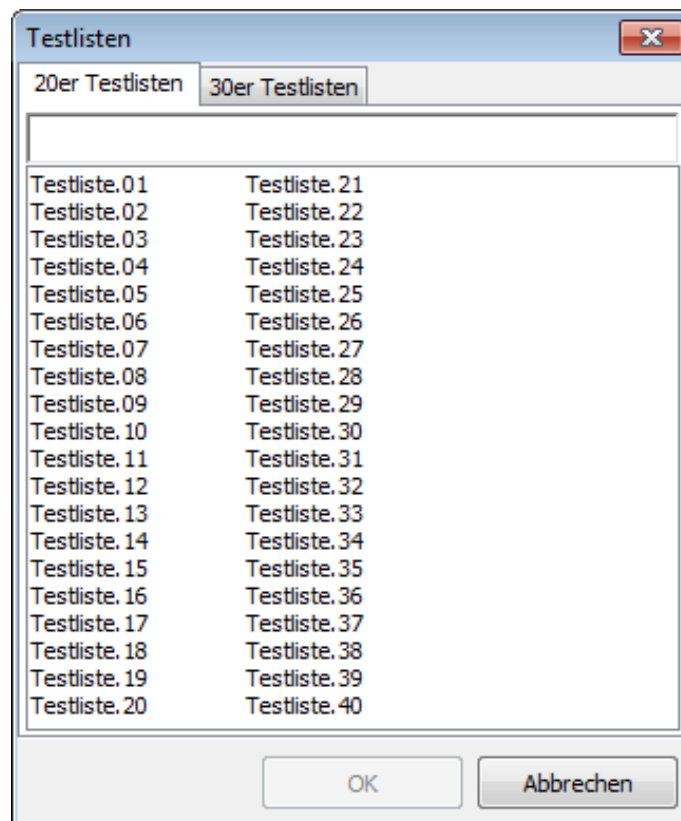 Testlisten
20er Testlisten 30er Testlisten
Testliste.01 Testliste.21
Testliste.02 Testliste.22
Testliste.03 Testliste.23
Testliste.04 Testliste.24
Testliste.05 Testliste.25
Testliste.06 Testliste.26
Testliste.07 Testliste.27
Testliste.08 Testliste.28
Testliste.09 Testliste.29
Testliste.10 Testliste.30
Testliste.11 Testliste.31
Testliste.12 Testliste.32
Testliste.13 Testliste.33
Testliste.14 Testliste.34
Testliste.15 Testliste.35
Testliste.16 Testliste.36
Testliste.17 Testliste.37
Testliste.18 Testliste.38
Testliste.19 Testliste.39
Testliste.20 Testliste.40
OK Abbrechen